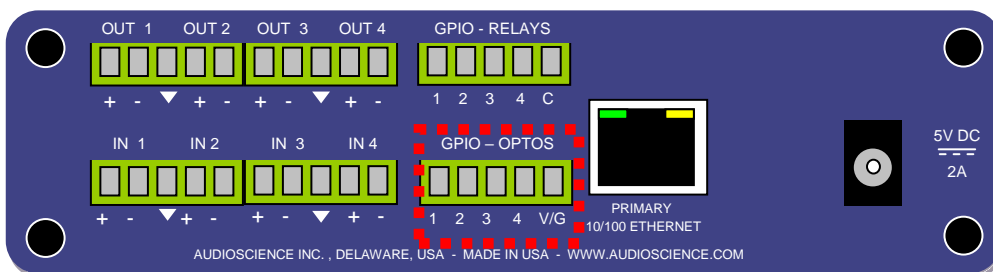 OUT 1 OUT 2 OUT 3 OUT 4 GPIO - RELAYS
+ - + - + - + - 1 2 3 4 C
IN 1 IN 2 IN 3 IN 4 GPIO – OPTOS
+ - + - + - + - 1 2 3 4 V/G
5V DC
2A
PRIMARY
10/100 ETHERNET
AUDIOSCIENCE INC. , DELAWARE, USA - MADE IN USA - WWW.AUDIOSCIENCE.COM